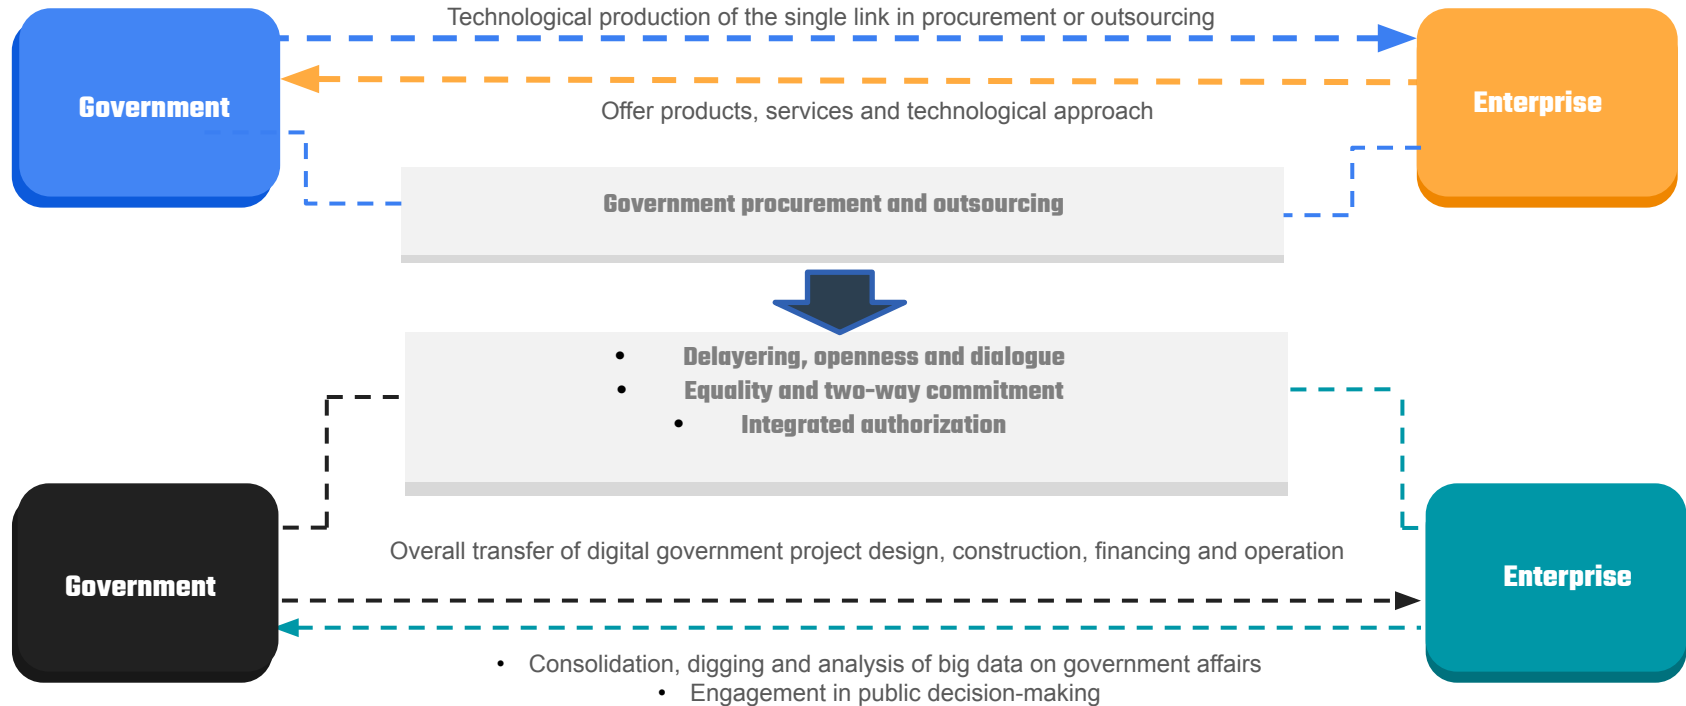 Technological production of the single link in procurement or outsourcing
Government
Enterprise
Offer products, services and technological approach
Government procurement and outsourcing
• Delayering, openness and dialogue
• Equality and two-way commitment
• Integrated authorization
Overall transfer of digital government project design, construction, financing and operation
Government
Enterprise
• Consolidation, digging and analysis of big data on government affairs
• Engagement in public decision-making